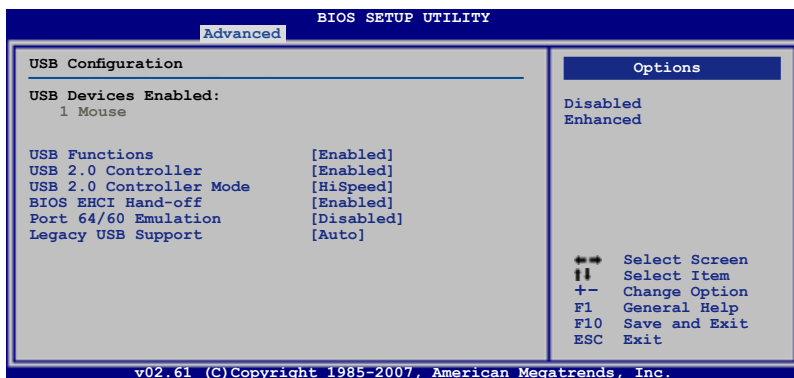 BIOS SETUP UTILITY
Advanced
USB Configuration
USB Devices Enabled:
1 Mouse
USB Functions [Enabled]
USB 2.0 Controller [Enabled]
USB 2.0 Controller Mode [HiSpeed]
BIOS EHCI Hand-off [Enabled]
Port 64/60 Emulation [Disabled]
Legacy USB Support [Auto]
Options
Disabled
Enhanced
←→ Select Screen
↑↓ Select Item
+- Change Option
F1 General Help
F10 Save and Exit
ESC Exit
v02.61 (C)Copyright 1985-2007, American Megatrends, Inc.